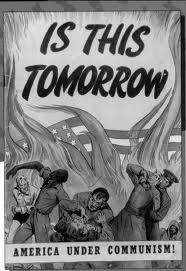 IS THIS
TOMORROW
AMERICA UNDER COMMUNISM!